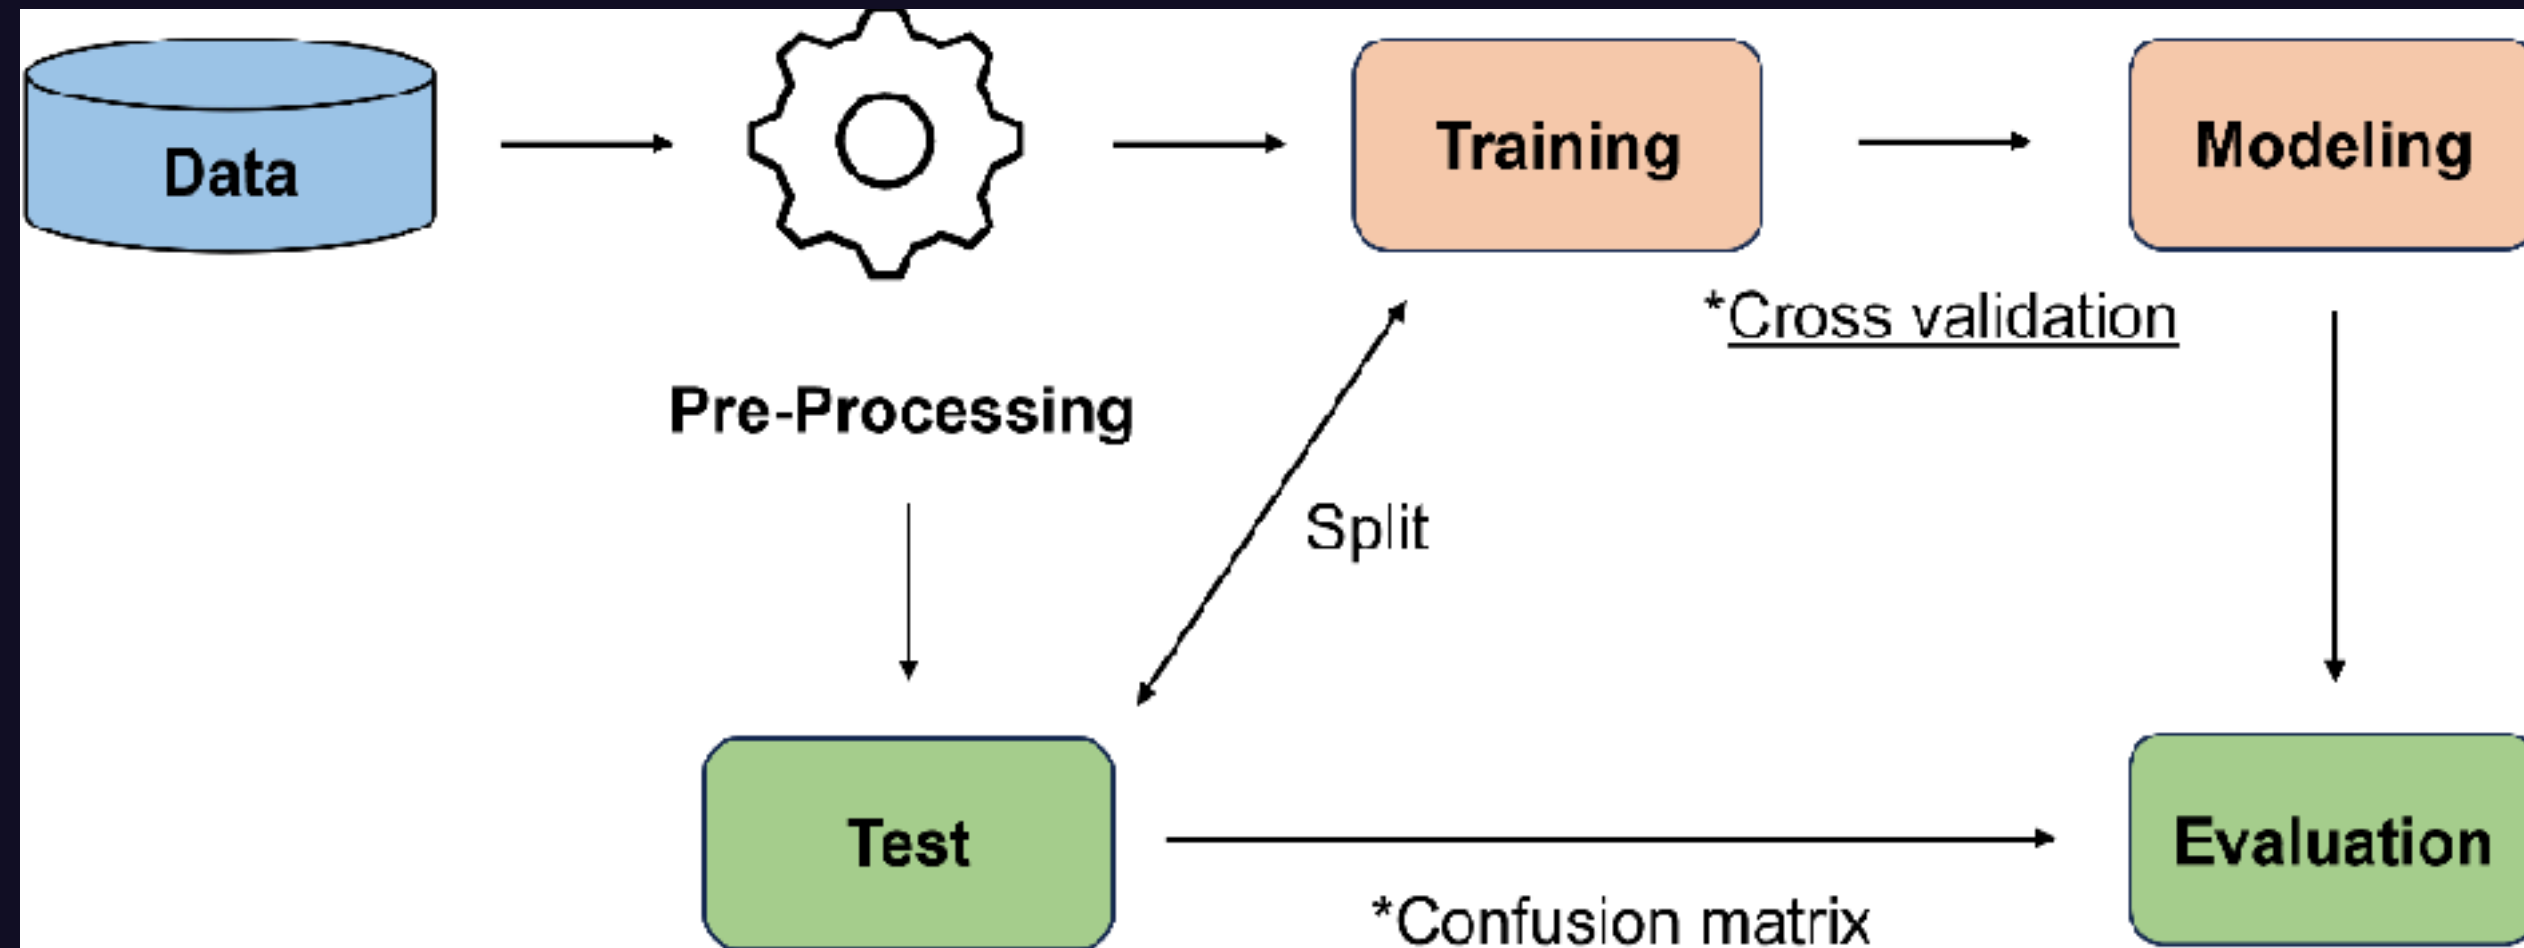 Data
Training
Modeling
*Cross validation
Pre-Processing
Split
Test
Evaluation
*Confusion matrix